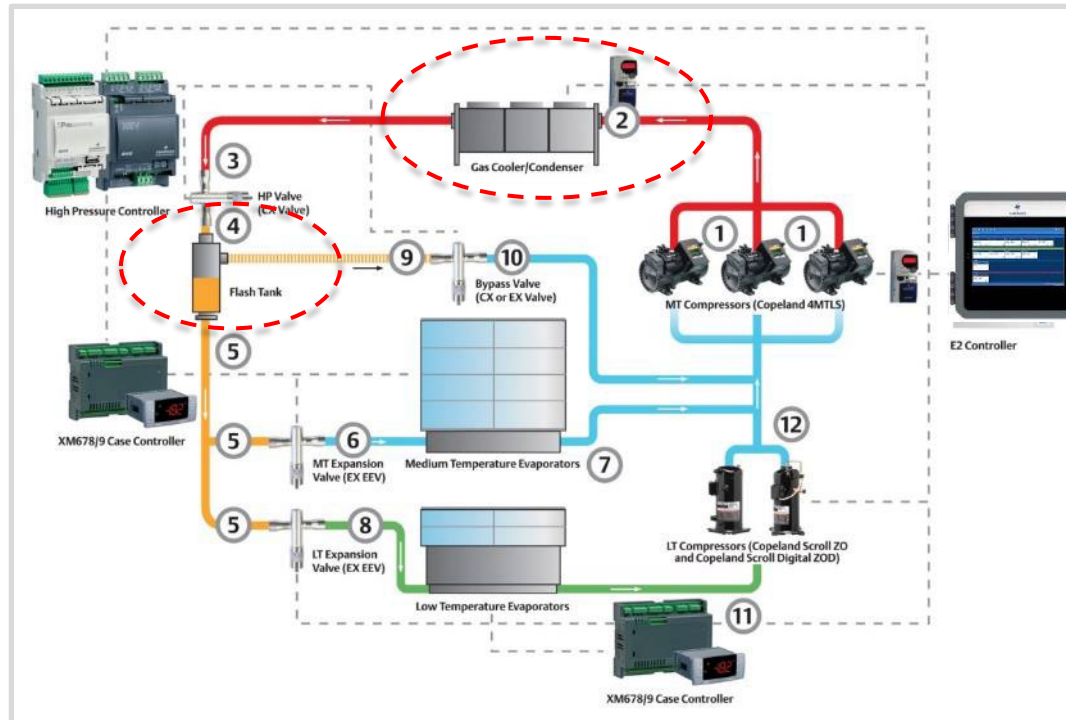 2
Gas Cooler/Condenser
3
HP Valve
(EX Valve)
High Pressure Controller
4
Flash Tank
9
10
Bypass Valve
(CX or EX Valve)
1
1
MT Compressors (Copeland 4MTLS)
E2 Controller
5
XM678/9 Case Controller
5
6
MT Expansion
Valve (EX EEV)
Medium Temperature Evaporators
7
12
5
8
LT Expansion
Valve (EX EEV)
LT Compressors (Copeland Scroll ZO
and Copeland Scroll Digital ZOD)
Low Temperature Evaporators
11
XM678/9 Case Controller